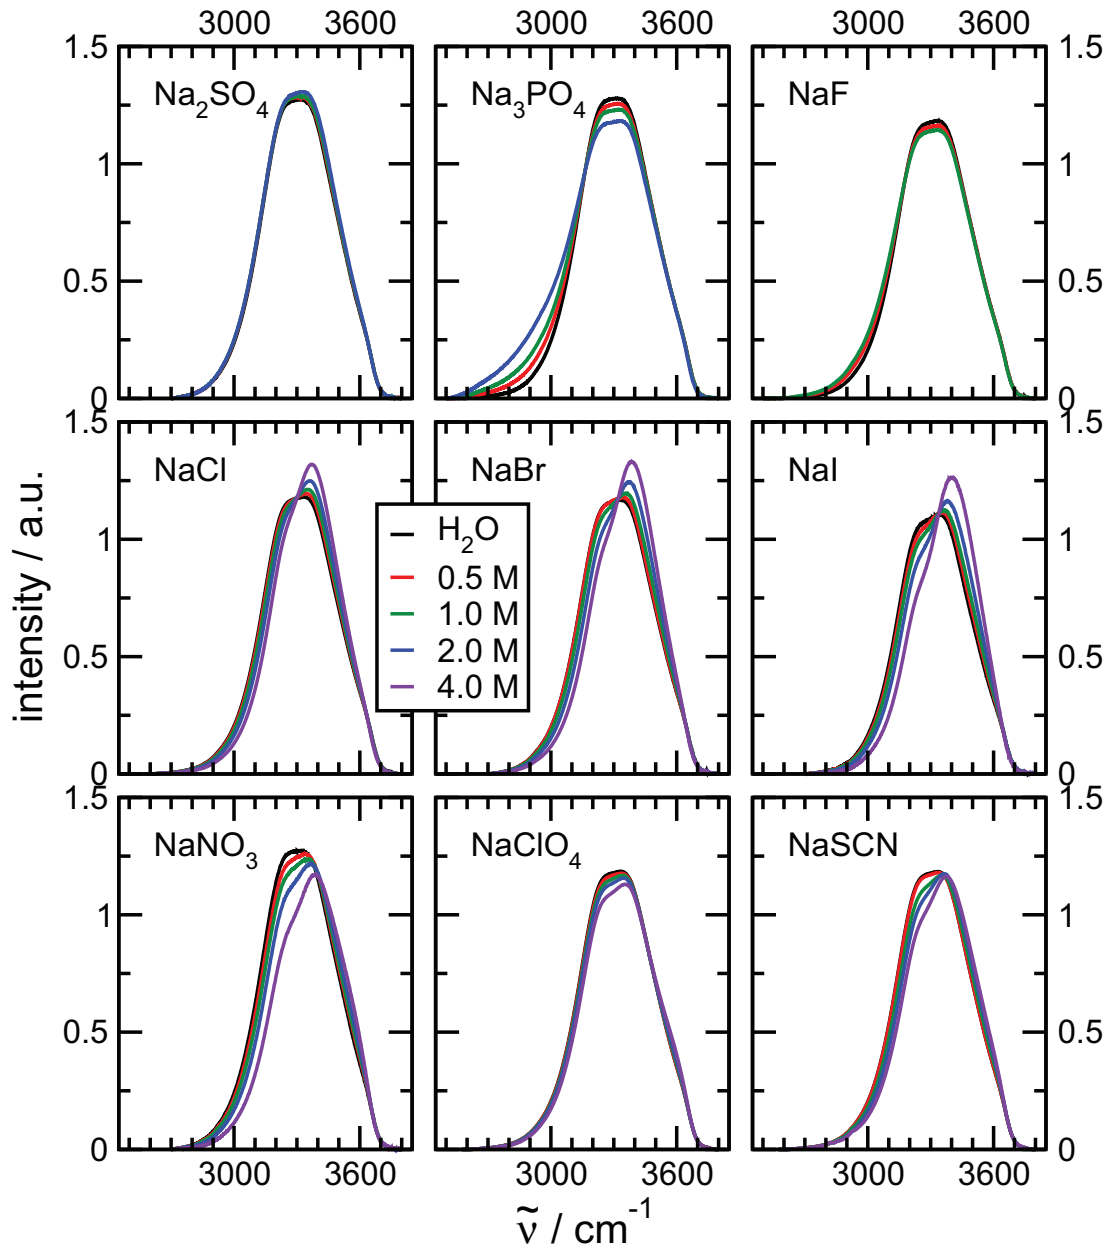 3000 3600 3000 3600 3000 3600
1.5 Na₂SO₄ Na₃PO₄ NaF 1.5
1 1
0.5 0.5
0 0
1.5 NaCl NaBr NaI 1.5
H₂O
0.5 M
1.0 M
2.0 M
4.0 M
1 1
0.5 0.5
0 0
intensity / a.u.
1.5 NaNO₃ NaClO₄ NaSCN 1.5
1 1
0.5 0.5
0 0
3000 3600 3000 3600 3000 3600
ṽ / cm⁻¹